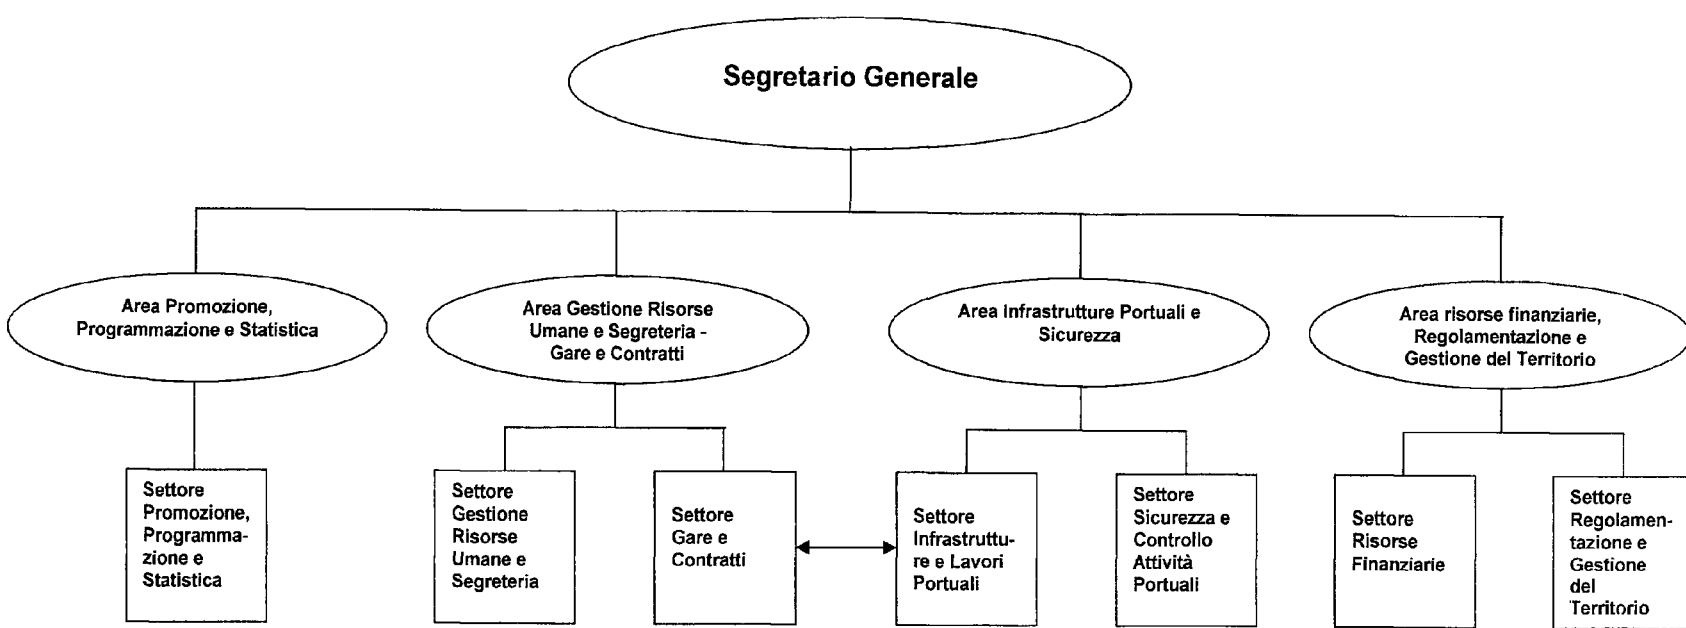 Segretario Generale
Area Promozione,
Programmazione e Statistica
Area Gestione Risorse
Umane e Segreteria -
Gare e Contratti
Area Infrastrutture Portuali e
Sicurezza
Area risorse finanziarie,
Regolamentazione e
Gestione del Territorio
Settore
Promozione,
Programma-
zione e
Statistica
Settore
Gestione
Risorse
Umane e
Segreteria
Settore
Gare e
Contratti
Settore
Infrastruttu-
re e Lavori
Portuali
Settore
Sicurezza e
Controllo
Attività
Portuali
Settore
Risorse
Finanziarie
Settore
Regolamen-
tazione e
Gestione
del
Territorio